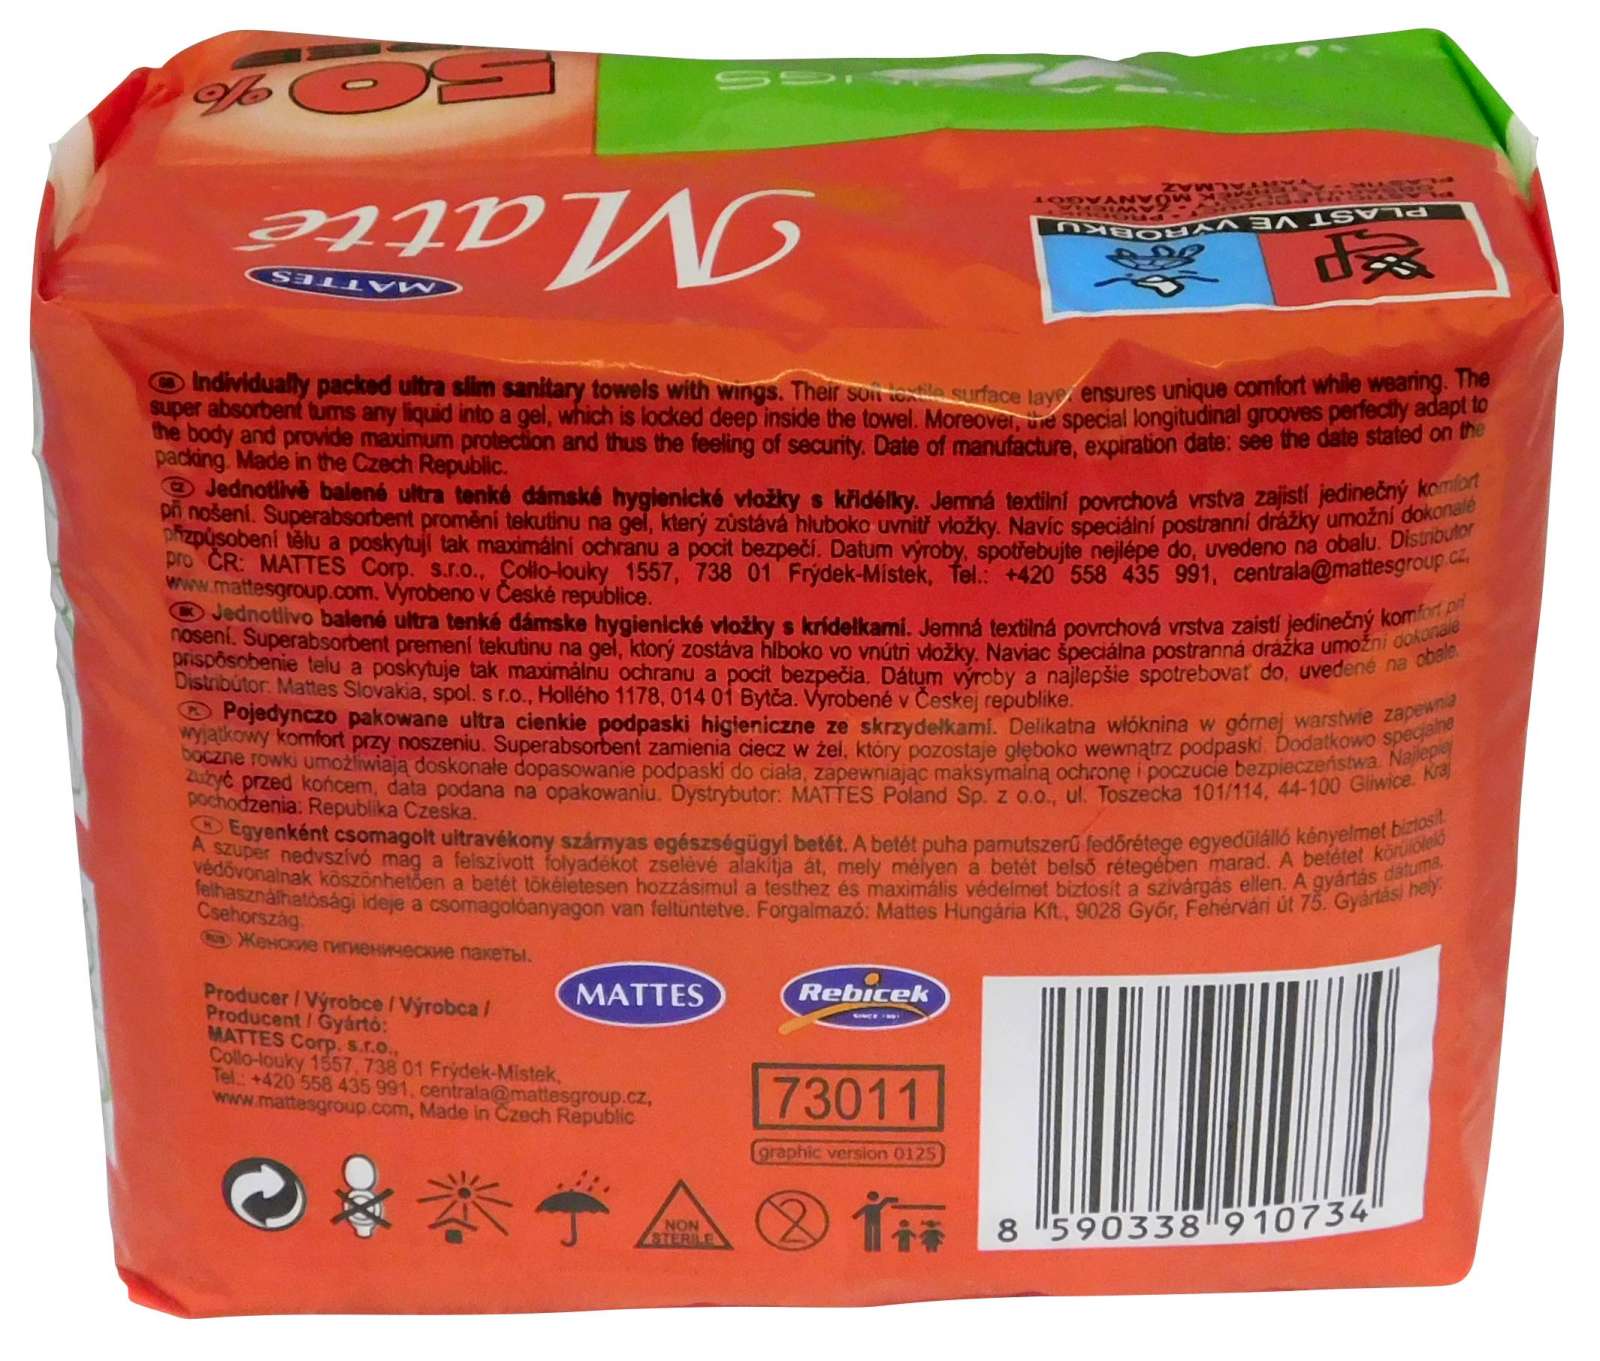 50%
WINGS
Matté
MATTES
PLAST VE VÝROBKU
GB Individually packed ultra slim sanitary towels with wings. Their soft textile surface layer ensures unique comfort while wearing. The
super absorbent turns any liquid into a gel, which is locked deep inside the towel. Moreover, the special longitudinal grooves perfectly adapt to
the body and provide maximum protection and thus the feeling of security. Date of manufacture, expiration date: see the date stated on the
packing. Made in the Czech Republic.
CZ Jednotlivě balené ultra tenké dámské hygienické vložky s křidélky. Jemná textilní povrchová vrstva zajistí jedinečný komfort
při nošení. Superabsorbent promění tekutinu na gel, který zůstává hluboko uvnitř vložky. Navíc speciální postranní drážky umožní dokonalé
přizpůsobení tělu a poskytují tak maximální ochranu a pocit bezpečí. Datum výroby, spotřebujte nejlépe do, uvedeno na obalu. Distributor
pro ČR: MATTES Corp. s.r.o., Collo-louky 1557, 738 01 Frýdek-Místek, Tel.: +420 558 435 991, centrala@mattesgroup.cz,
www.mattesgroup.com. Vyrobeno v České republice.
SK Jednotlivo balené ultra tenké dámske hygienické vložky s krídelkami. Jemná textilná povrchová vrstva zaistí jedinečný komfort pri
nosení. Superabsorbent premení tekutinu na gel, ktorý zostáva hlboko vo vnútri vložky. Naviac špeciálna postranná drážka umožní dokonalé
prispôsobenie telu a poskytuje tak maximálnu ochranu a pocit bezpečia. Dátum výroby a najlepšie spotrebovať do, uvedené na obale.
Distribútor: Mattes Slovakia, spol. s r.o., Hollého 1178, 014 01 Bytča. Vyrobené v Českej republike.
PL Pojedynczo pakowane ultra cienkie podpaski higieniczne ze skrzydełkami. Delikatna włóknina w górnej warstwie zapewnia
wyjątkowy komfort przy noszeniu. Superabsorbent zamienia ciecz w żel, który pozostaje głęboko wewnątrz podpaski. Dodatkowo specjalne
boczne rowki umożliwiają doskonałe dopasowanie podpaski do ciała, zapewniając maksymalną ochronę i poczucie bezpieczeństwa. Najlepiej
zużyć przed końcem, data podana na opakowaniu. Dystrybutor: MATTES Poland Sp. z o.o., ul. Toszecka 101/114, 44-100 Gliwice. Kraj
pochodzenia: Republika Czeska.
H Egyenként csomagolt ultravékony szárnyas egészségügyi betét. A betét puha pamutszerű fedőrétege egyedülálló kényelmet biztosít.
A szuper nedvszívó mag a felszívott folyadékot zselévé alakítja át, mely mélyen a betét belső rétegében marad. A betétet körülölelő
védővonalnak köszönhetően a betét tökéletesen hozzásimul a testhez és maximális védelmet biztosít a szivárgás ellen. A gyártás dátuma,
felhasználhatósági ideje a csomagolóanyagon van feltüntetve. Forgalmazó: Mattes Hungária Kft., 9028 Győr, Fehérvári út 75. Gyártási hely:
Csehország.
RUS Женские гигиенические пакеты.
Producer / Výrobce / Výrobca /
Producent / Gyártó:
MATTES Corp. s.r.o.,
Collo-louky 1557, 738 01 Frýdek-Místek,
Tel.: +420 558 435 991, centrala@mattesgroup.cz,
www.mattesgroup.com, Made in Czech Republic
MATTES
Rebicek
SINCE 1991
73011
graphic version 0125
NON
STERILE
2
8 590338 910734